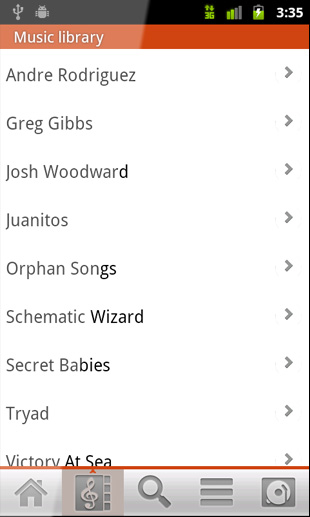 3G
3:35
Music library
Andre Rodriguez
Greg Gibbs
Josh Woodward
Juanitos
Orphan Songs
Schematic Wizard
Secret Babies
Tryad
Victory At Sea